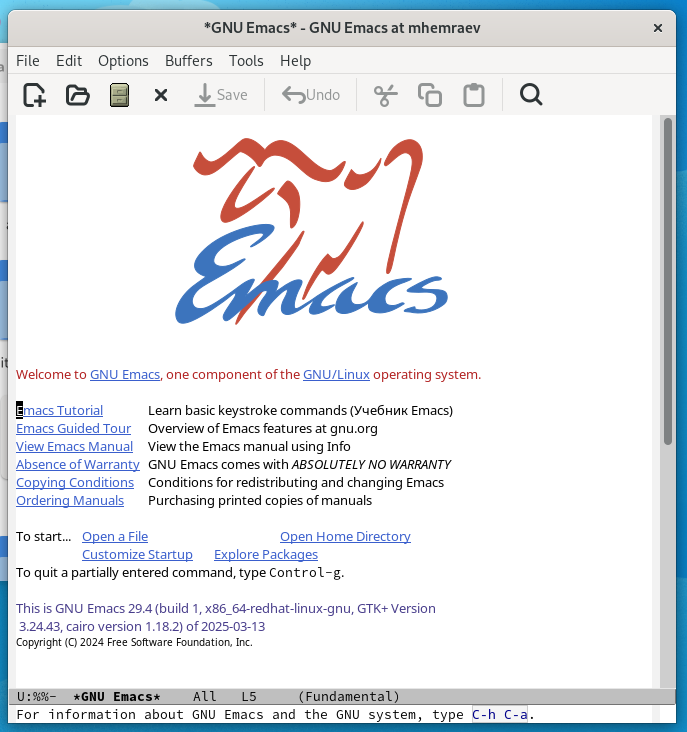 *GNU Emacs* - GNU Emacs at mhemraev
File Edit Options Buffers Tools Help
Save Undo
Emacs
Welcome to GNU Emacs, one component of the GNU/Linux operating system.
Emacs Tutorial Learn basic keystroke commands (Учебник Emacs)
Emacs Guided Tour Overview of Emacs features at gnu.org
View Emacs Manual View the Emacs manual using Info
Absence of Warranty GNU Emacs comes with ABSOLUTELY NO WARRANTY
Copying Conditions Conditions for redistributing and changing Emacs
Ordering Manuals Purchasing printed copies of manuals
To start... Open a File Open Home Directory
Customize Startup Explore Packages
To quit a partially entered command, type Control-g.
This is GNU Emacs 29.4 (build 1, x86_64-redhat-linux-gnu, GTK+ Version
3.24.43, cairo version 1.18.2) of 2025-03-13
Copyright (C) 2024 Free Software Foundation, Inc.
U:%%- *GNU Emacs* All L5 (Fundamental)
For information about GNU Emacs and the GNU system, type C-h C-a.